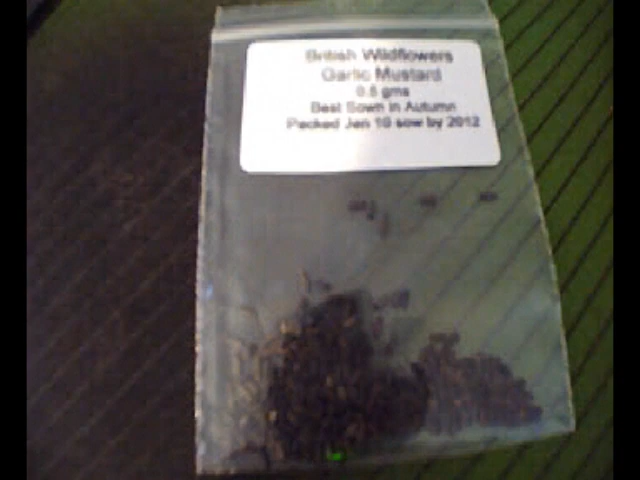 British Wildflowers
Garlic Mustard
0.5 gms
Best Sown in Autumn
Packed Jan 10 sow by 2012